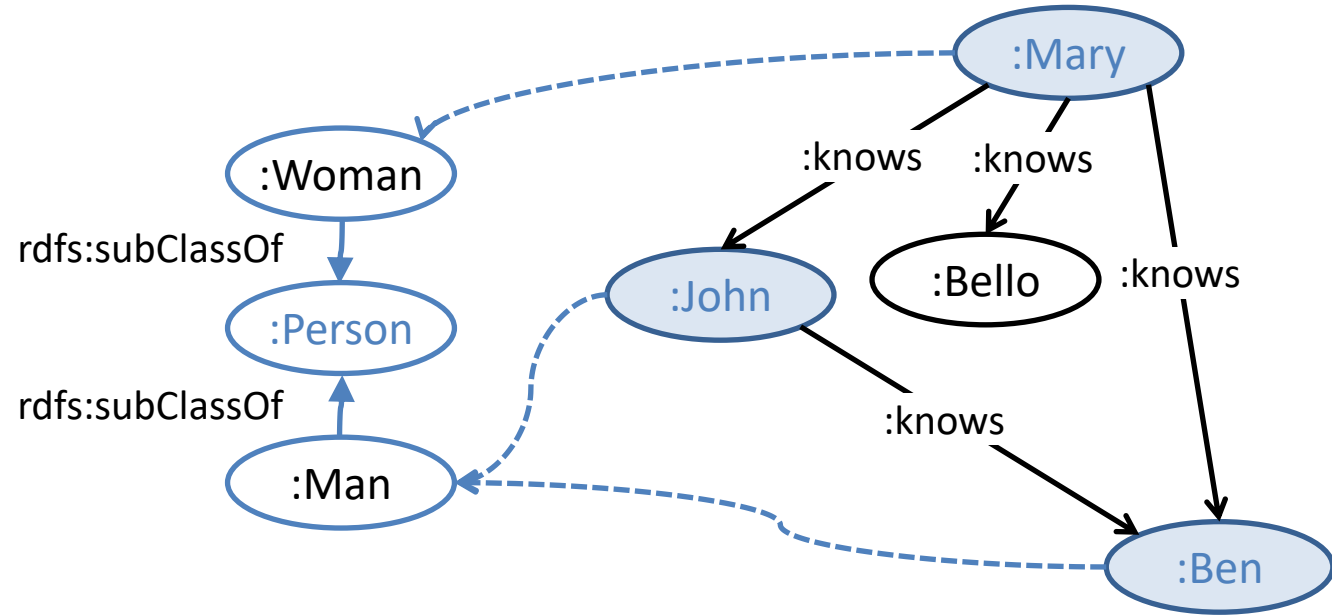 :Mary
:knows
:knows
:Woman
rdfs:subClassOf
:knows
:John
:Bello
:Person
rdfs:subClassOf
:knows
:Man
:Ben